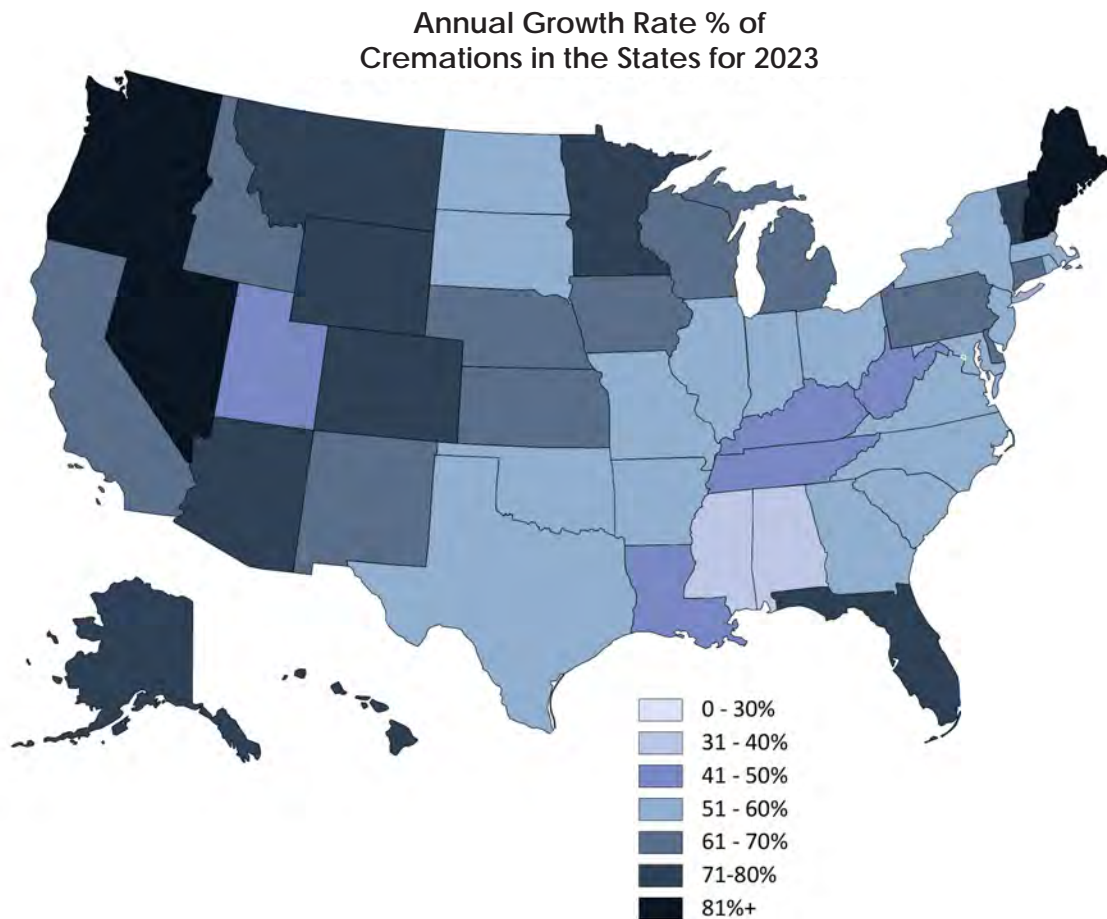 Annual Growth Rate % of
Cremations in the States for 2023
0 - 30%
31 - 40%
41 - 50%
51 - 60%
61 - 70%
71-80%
81%+